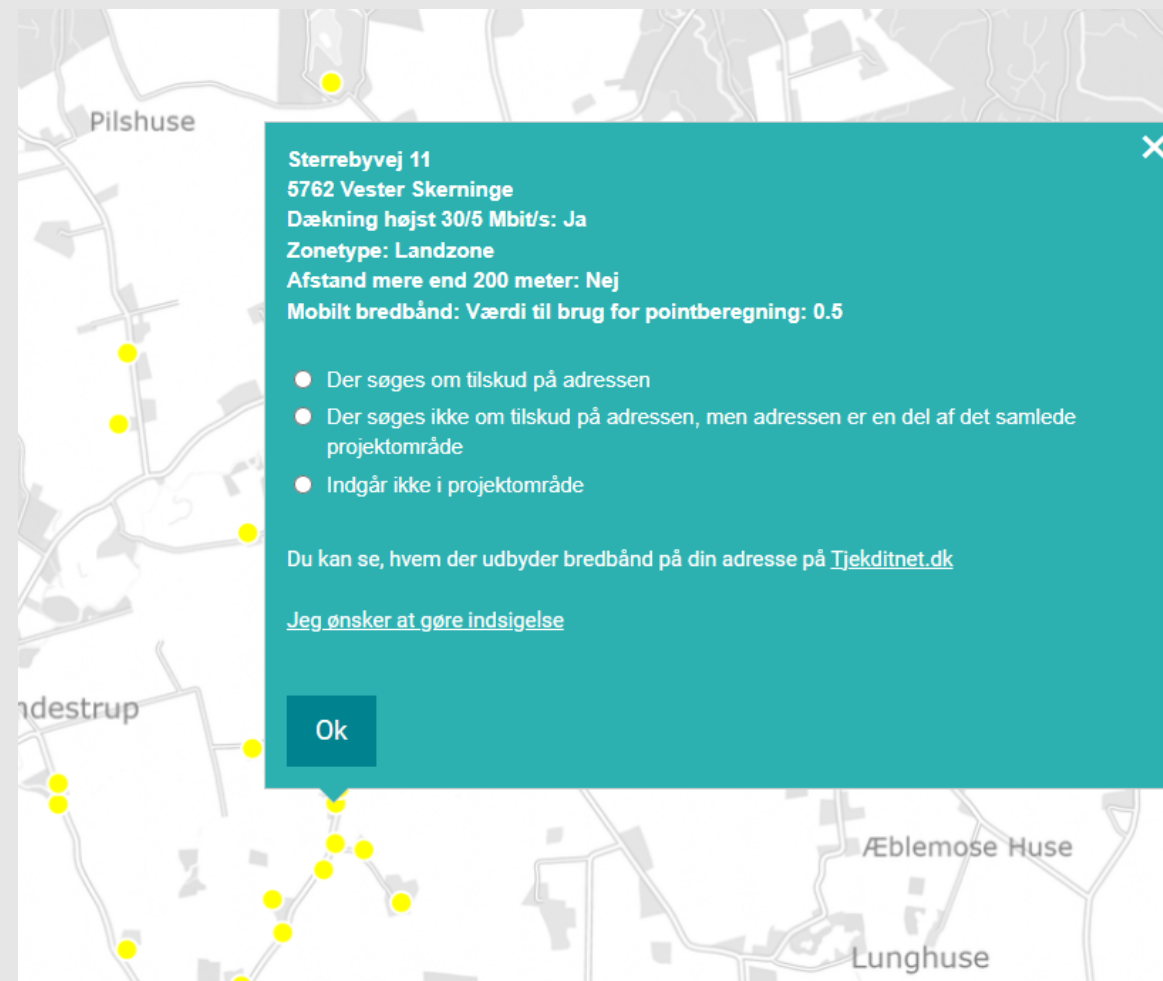 Pilshuse
Sterrebyvej 11
5762 Vester Skerninge
Dækning højst 30/5 Mbit/s: Ja
Zonetype: Landzone
Afstand mere end 200 meter: Nej
Mobilt bredbånd: Værdi til brug for pointberegning: 0.5
Der søges om tilskud på adressen
Der søges ikke om tilskud på adressen, men adressen er en del af det samlede
projektområde
Indgår ikke i projektområde
Du kan se, hvem der udbyder bredbånd på din adresse på Tjekditnet.dk
Jeg ønsker at gøre indsigelse
ndestrup
Ok
Æblemose Huse
Lunghuse